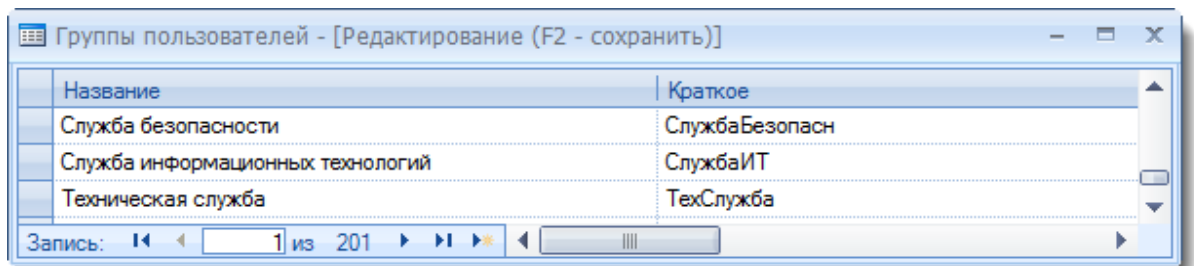 Группы пользователей - [Редактирование (F2 - сохранить)]
Название Краткое
Служба безопасности СлужбаБезопасн
Служба информационных технологий СлужбаИТ
Техническая служба ТехСлужба
Запись: 1 из 201